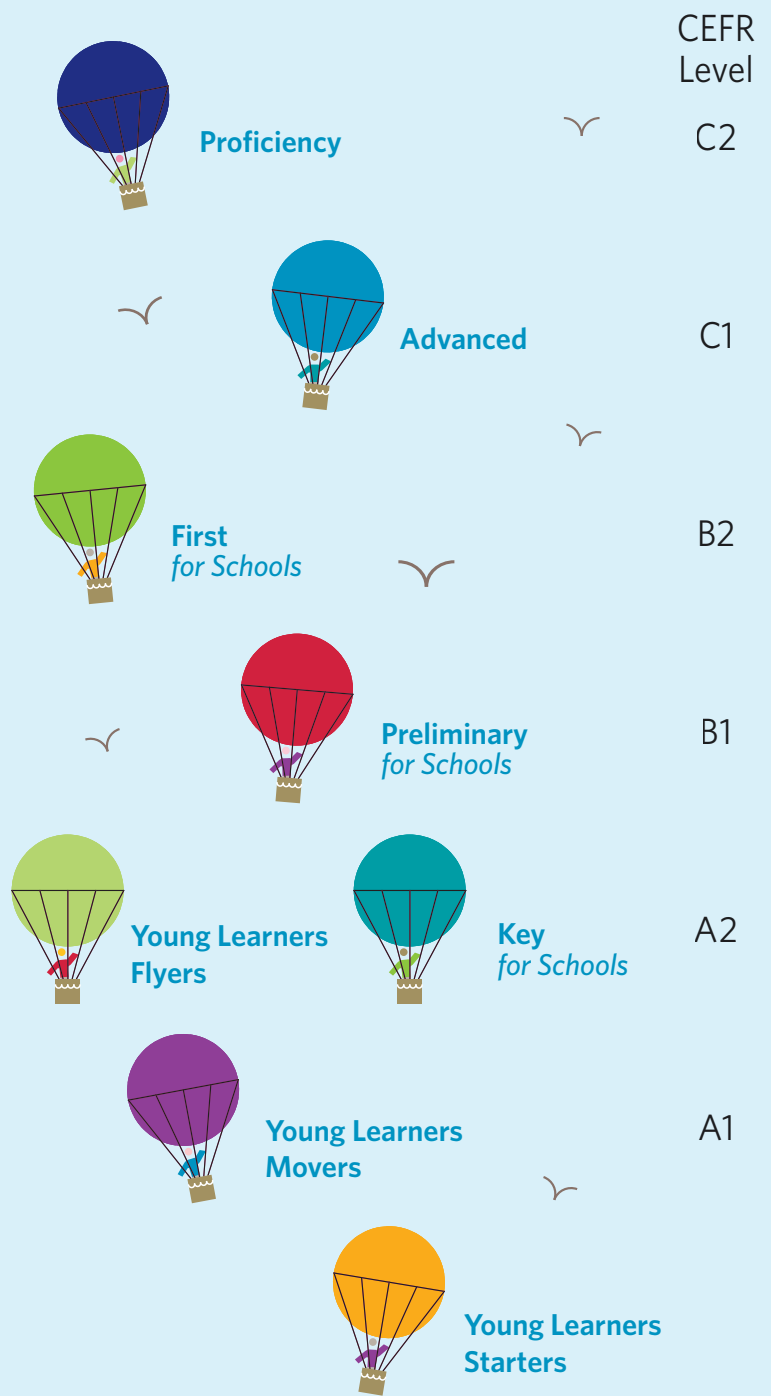 CEFR
Level
Proficiency
C2
Advanced
C1
First
for Schools
B2
Preliminary
for Schools
B1
Young Learners
Flyers
Key
for Schools
A2
Young Learners
Movers
A1
Young Learners
Starters